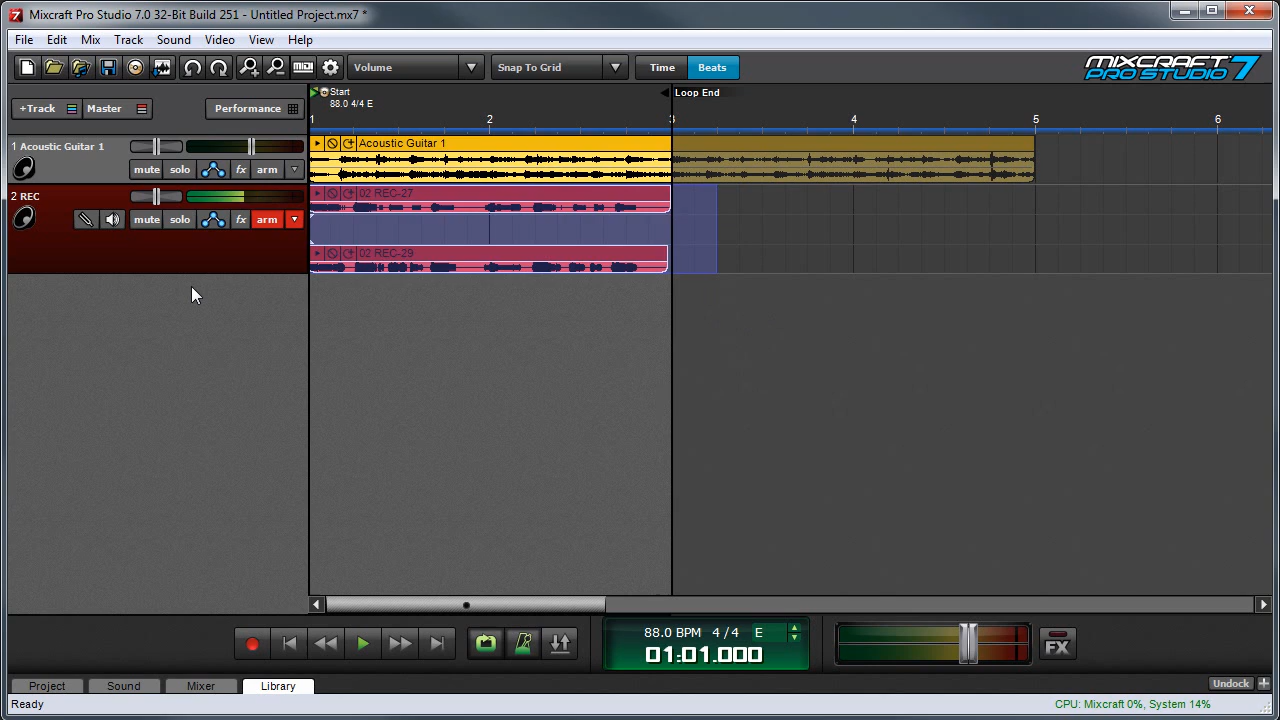 Mixcraft Pro Studio 7.0 32-Bit Build 251 - Untitled Project.mx7 *
File Edit Mix Track Sound Video View Help
Volume Snap To Grid Time Beats MIXCRAFT PRO STUDIO 7
+Track Master Performance
Start
88.0 4/4 E
Loop End
1 2 3 4 5 6
1 Acoustic Guitar 1
mute solo fx arm
Acoustic Guitar 1
2 REC
mute solo fx arm
02 REC-27
02 REC-29
88.0 BPM 4 / 4 E
01:01.000
FX
Project Sound Mixer Library
Undock
Ready
CPU: Mixcraft 0%, System 14%